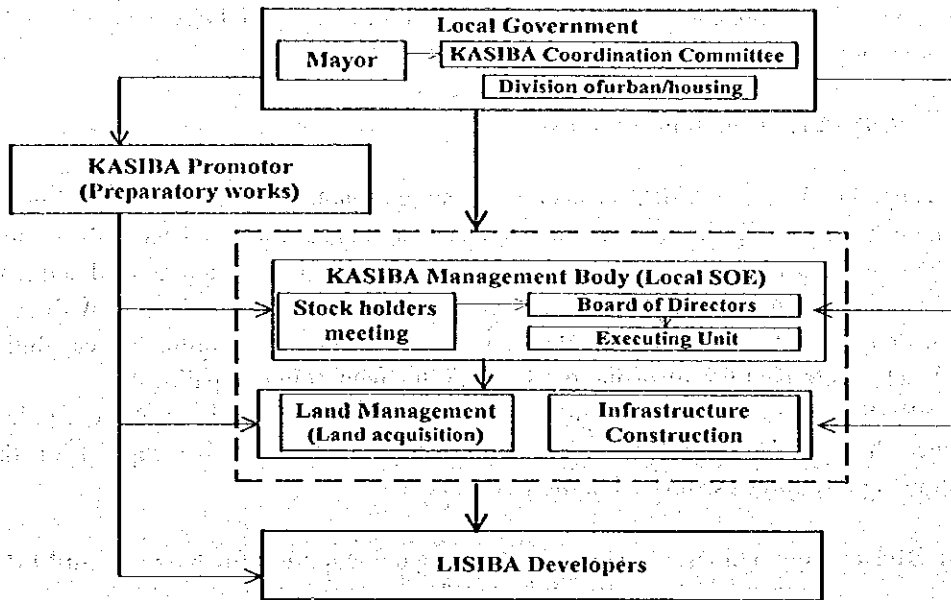 Local Government
Mayor
KASIBA Coordination Committee
Division ofurban/housing
KASIBA Promotor
(Preparatory works)
KASIBA Management Body (Local SOE)
Stock holders
meeting
Board of Directors
Executing Unit
Land Management
(Land acquisition)
Infrastructure
Construction
LISIBA Developers